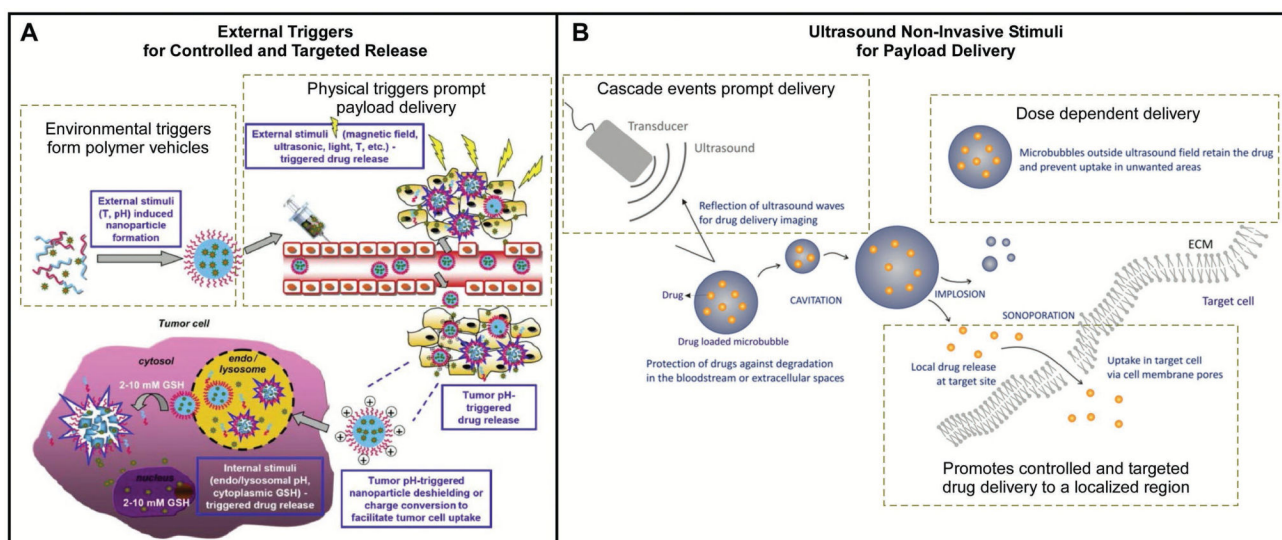 A
External Triggers
for Controlled and Targeted Release
Environmental triggers
form polymer vehicles
External stimuli
(T, pH) induced
nanoparticle
formation
Physical triggers prompt
payload delivery
External stimuli (magnetic field,
ultrasonic, light, T, etc.) -
triggered drug release
Tumor cell
cytosol
endo/
lysosome
2-10 mM GSH
nucleus
2-10 mM GSH
Internal stimuli
(endo/lysosomal pH,
cytoplasmic GSH) -
triggered drug release
Tumor pH-
triggered
drug release
Tumor pH-triggered
nanoparticle deshielding or
charge conversion to
facilitate tumor cell uptake
B
Ultrasound Non-Invasive Stimuli
for Payload Delivery
Cascade events prompt delivery
Transducer
Ultrasound
Reflection of ultrasound waves
for drug delivery imaging
Dose dependent delivery
Microbubbles outside ultrasound field retain the drug
and prevent uptake in unwanted areas
Drug
Drug loaded microbubble
CAVITATION
IMPLOSION
ECM
Target cell
Protection of drugs against degradation
in the bloodstream or extracellular spaces
SONOPORATION
Local drug release
at target site
Uptake in target cell
via cell membrane pores
Promotes controlled and targeted
drug delivery to a localized region